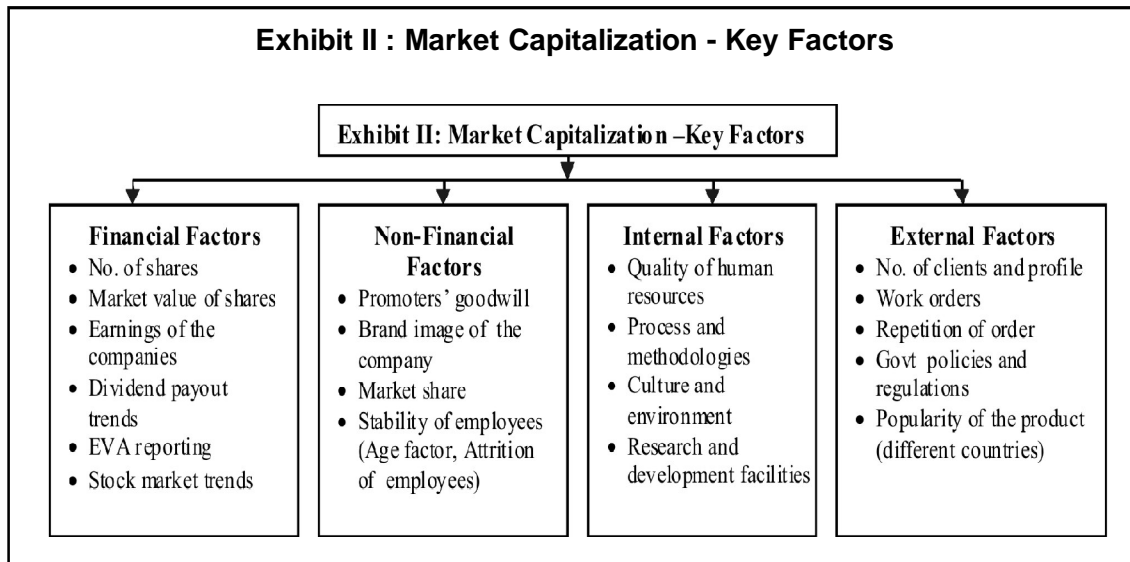 Exhibit II : Market Capitalization - Key Factors
Exhibit II: Market Capitalization –Key Factors
Financial Factors
• No. of shares
• Market value of shares
• Earnings of the
companies
• Dividend payout
trends
• EVA reporting
• Stock market trends
Non-Financial
Factors
• Promoters’ goodwill
• Brand image of the
company
• Market share
• Stability of employees
(Age factor, Attrition
of employees)
Internal Factors
• Quality of human
resources
• Process and
methodologies
• Culture and
environment
• Research and
development facilities
External Factors
• No. of clients and profile
• Work orders
• Repetition of order
• Govt policies and
regulations
• Popularity of the product
(different countries)